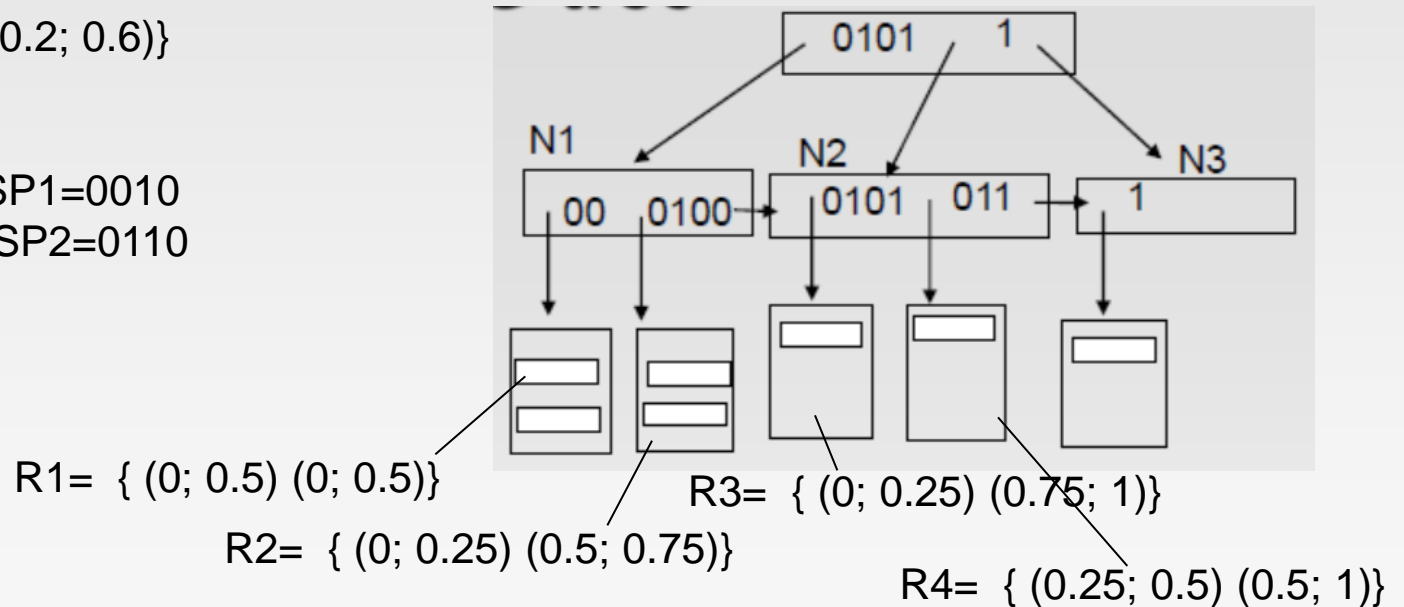 0.2; 0.6)}
0101 1
N1
N2
N3
SP1=0010
SP2=0110
00 0100
0101 011
1
R1= { (0; 0.5) (0; 0.5)}
R3= { (0; 0.25) (0.75; 1)}
R2= { (0; 0.25) (0.5; 0.75)}
R4= { (0.25; 0.5) (0.5; 1)}